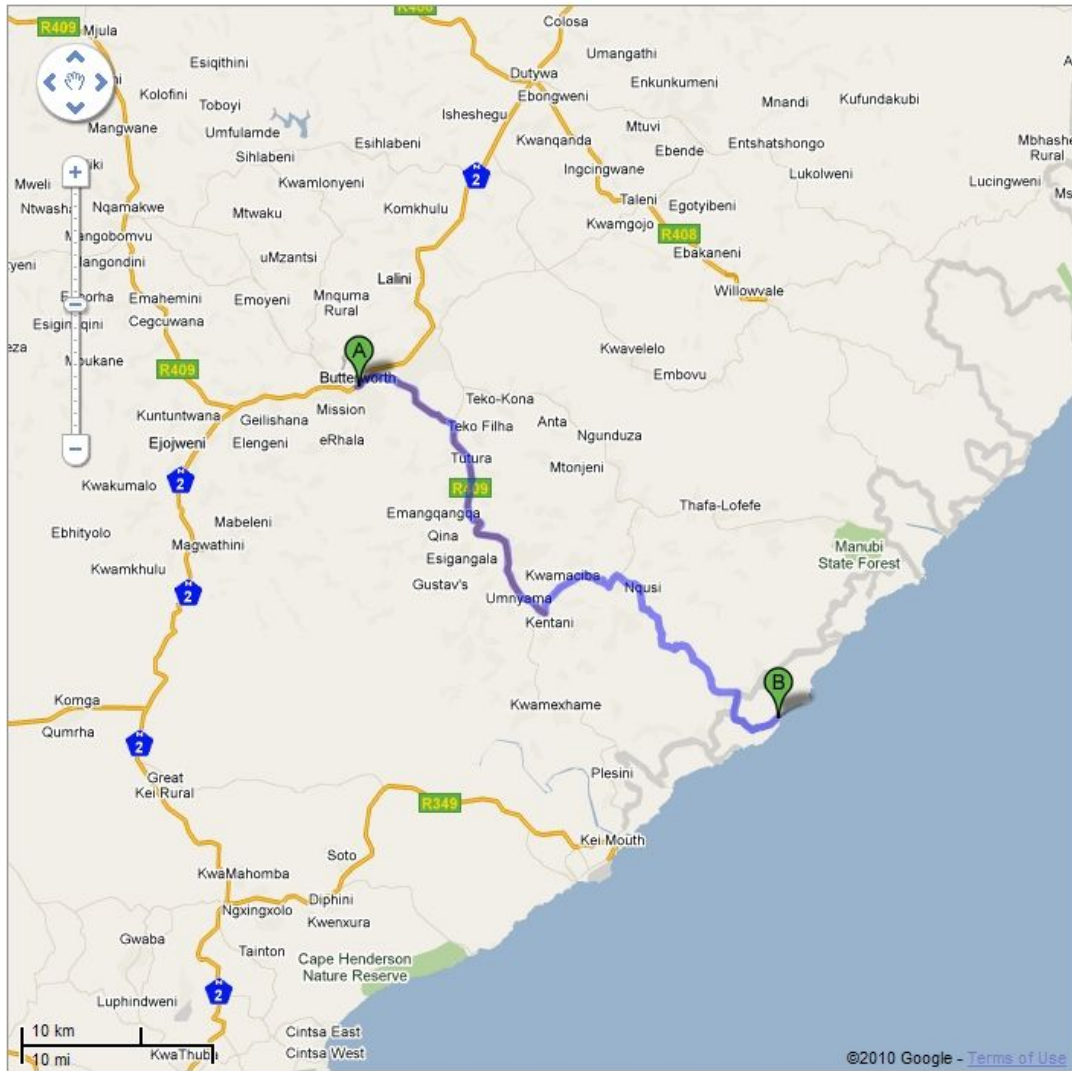 R409
Mjula
Colosa
Umangathi
Esiqithini
Dutywa
Enkunkumeni
Kolofini
Toboyi
Ebongweni
Mnandi
Kufundakubi
Isheshegu
Mangwane
Umfulamde
Esihlabeni
Kwanqanda
Mtuvi
Entshatshongo
Mbhashe
Rural
Sihlabeni
Ebende
Ingcingwane
Lukolweni
Mweli
Kwamlonyeni
N
2
Lucingweni
Nqamakwe
Mtwaku
Komkhulu
Taleni
Egotyibeni
Kwamgojo
R408
Mangobomvu
uMzantsi
Ebakaneni
Lalini
Willowvale
Emahemini
Emoyeni
Mnquma
Rural
Cegcuwana
A
Kwavelelo
R409
Butterworth
Embovu
Teko-Kona
Kuntuntwana
Geilishana
Mission
Teko Filha
Anta
Ngunduza
Ejojweni
Elengeni
eRhala
Tutura
Mtonjeni
N
2
Kwakumalo
R409
Thafa-Lofefe
Ebhityolo
Mabeleni
Emangqangqa
Magwathini
Qina
Manubi
State Forest
Kwamkhulu
Esigangala
Kwamaciba
N
2
Gustav's
Umnyama
Nqusi
Kentani
B
Komga
Kwamexhame
Qumrha
N
2
Great
Kei Rural
Plesini
R349
Kei Mouth
Soto
KwaMahomba
Ngxingxolo
Diphini
Kwenxura
Gwaba
Tainton
Cape Henderson
Nature Reserve
Luphindweni
N
2
10 km
10 mi
Cintsa East
Cintsa West
©2010 Google - Terms of Use